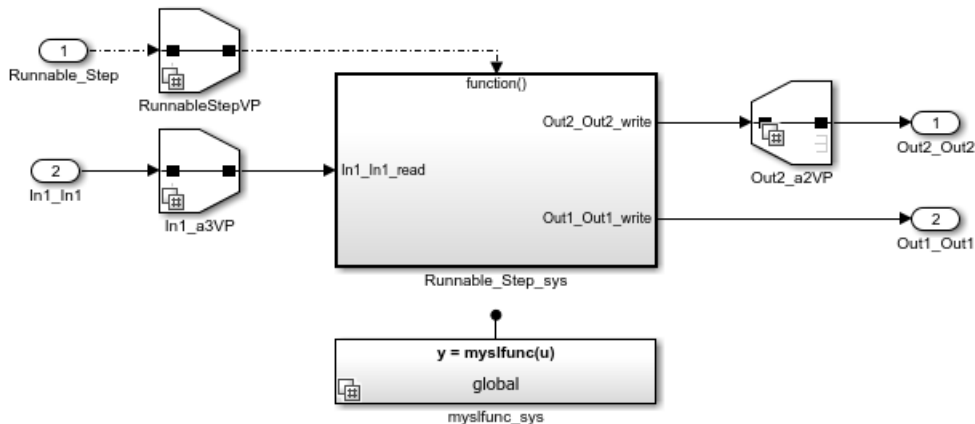 1
Runnable_Step
RunnableStepVP
function()
Out2_Out2_write
1
Out2_Out2
Out2_a2VP
2
In1_In1
In1_a3VP
In1_In1_read
Out1_Out1_write
2
Out1_Out1
Runnable_Step_sys
y = myslfunc(u)
global
myslfunc_sys